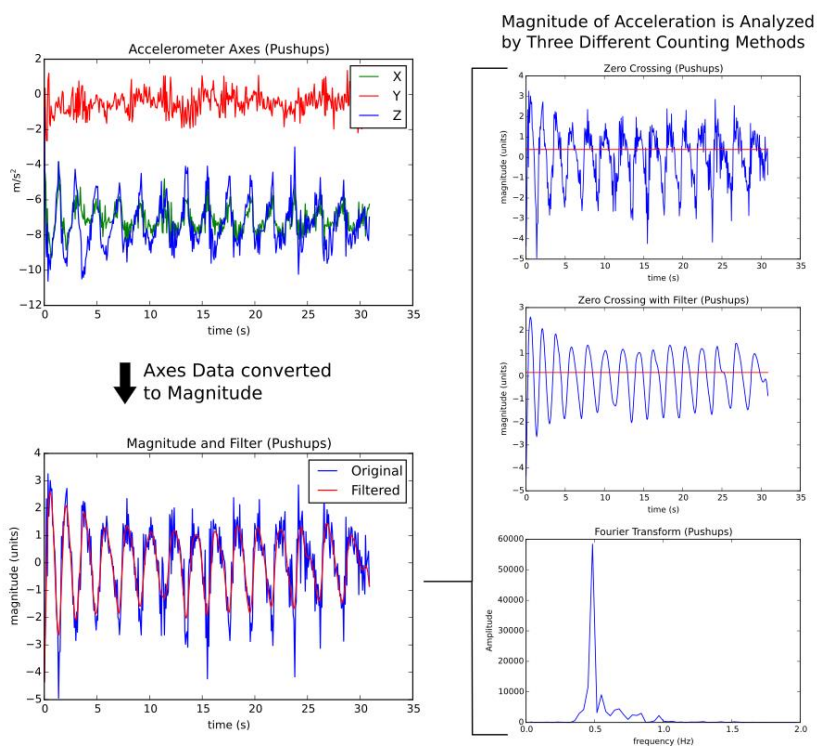 Magnitude of Acceleration is Analyzed
by Three Different Counting Methods
Accelerometer Axes (Pushups)
2
0
−2
−4
−6
−8
−10
−12
m/s²
X
Y
Z
0 5 10 15 20 25 30 35
time (s)
Axes Data converted
to Magnitude
Magnitude and Filter (Pushups)
4
3
2
1
0
−1
−2
−3
−4
−5
magnitude (units)
Original
Filtered
0 5 10 15 20 25 30 35
time (s)
Zero Crossing (Pushups)
4
3
2
1
0
−1
−2
−3
−4
−5
magnitude (units)
0 5 10 15 20 25 30 35
time (s)
Zero Crossing with Filter (Pushups)
3
2
1
0
−1
−2
−3
−4
−5
magnitude (units)
0 5 10 15 20 25 30 35
time (s)
Fourier Transform (Pushups)
60000
50000
40000
30000
20000
10000
0
Amplitude
0.0 0.5 1.0 1.5 2.0
frequency (Hz)